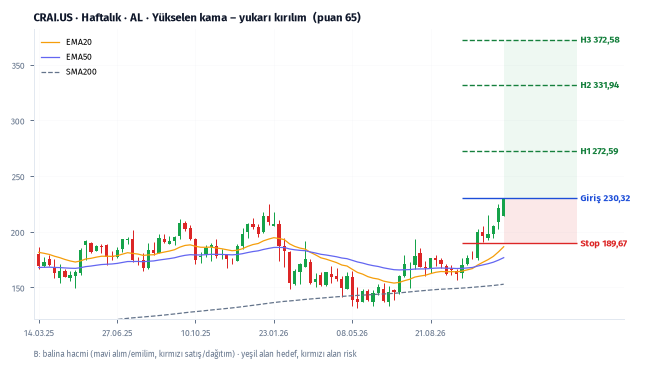 CRAI.US · Haftalık · AL · Yükselen kama – yukarı kırılım  (puan 65)
EMA20
EMA50
SMA200
H3 372,58
H2 331,94
H1 272,59
Giriş 230,32
Stop 189,67
350
300
250
200
150
14.03.25
27.06.25
10.10.25
23.01.26
08.05.26
21.08.26
B: balina hacmi (mavi alım/emilim, kırmızı satış/dağıtım) · yeşil alan hedef, kırmızı alan risk